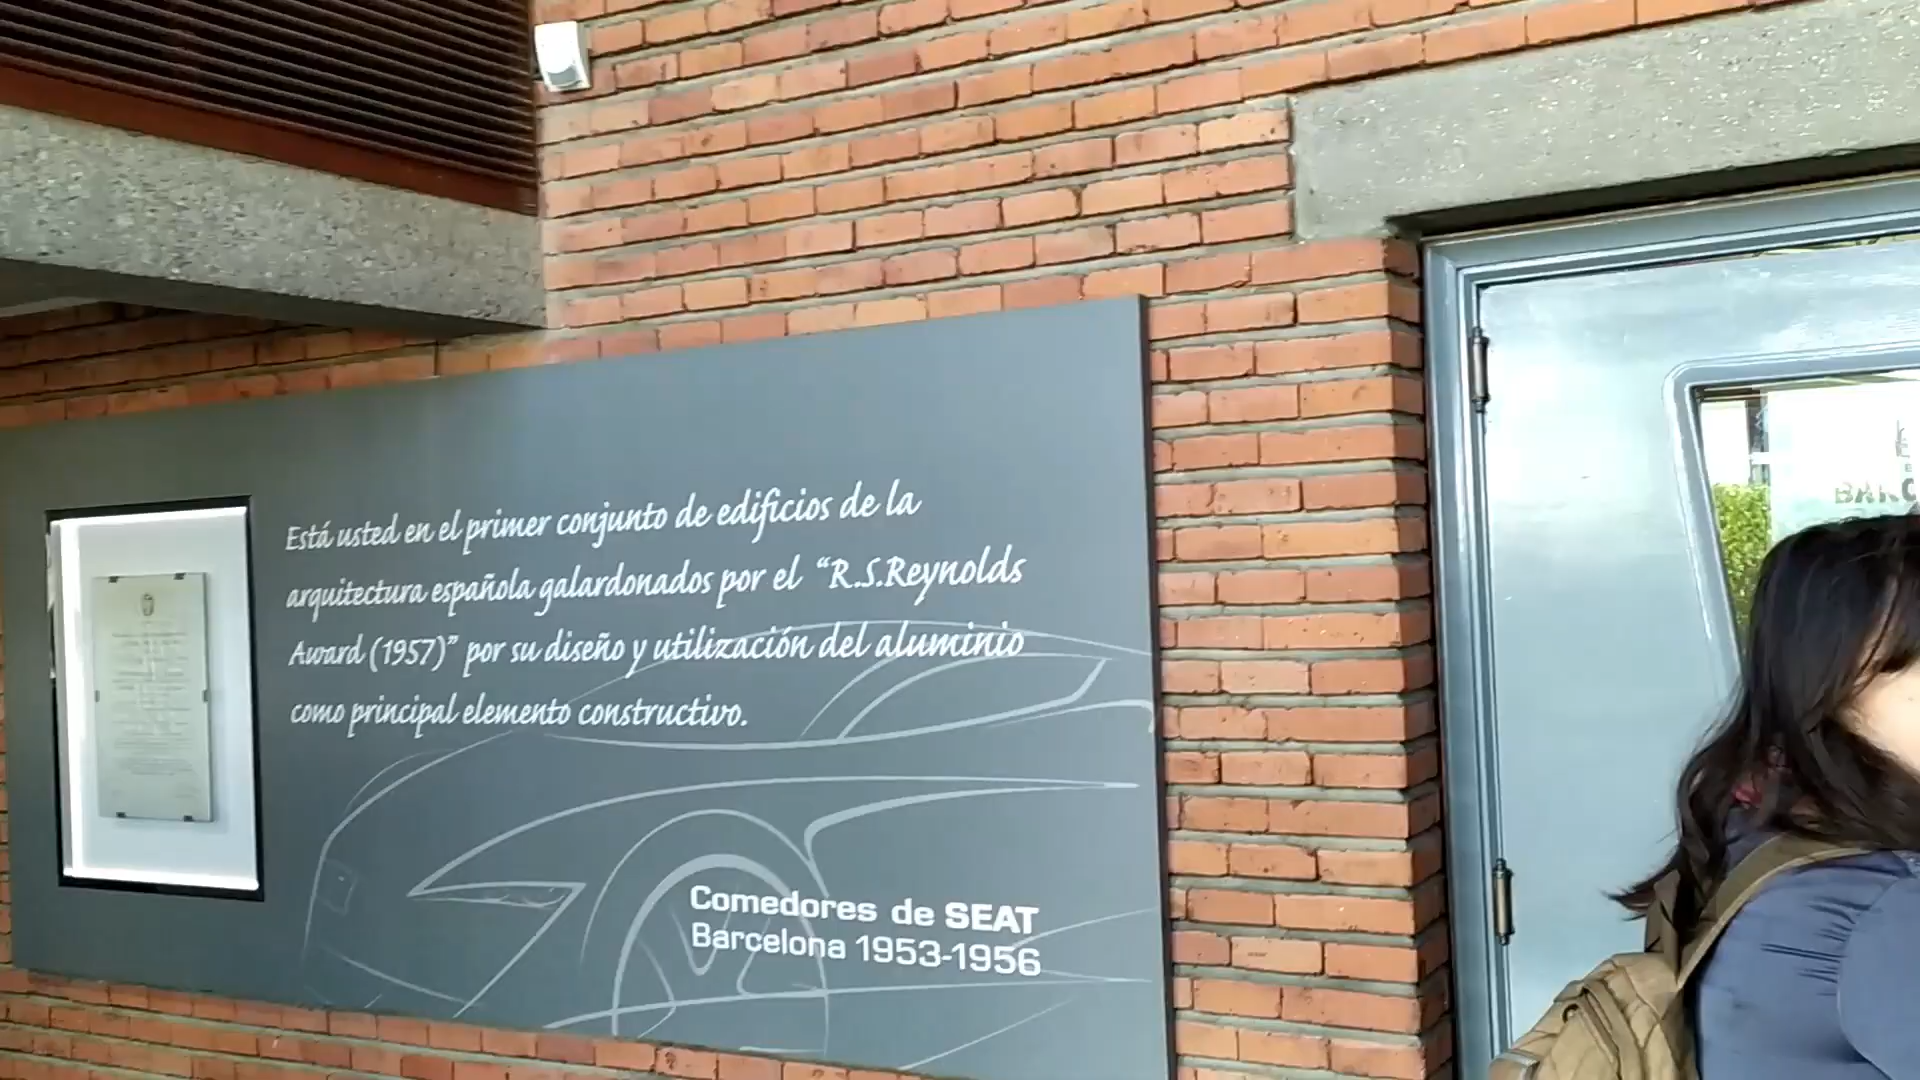 Está usted en el primer conjunto de edificios de la
arquitectura española galardonados por el “R.S.Reynolds
Award (1957)” por su diseño y utilización del aluminio
como principal elemento constructivo.
Comedores de SEAT
Barcelona 1953-1956